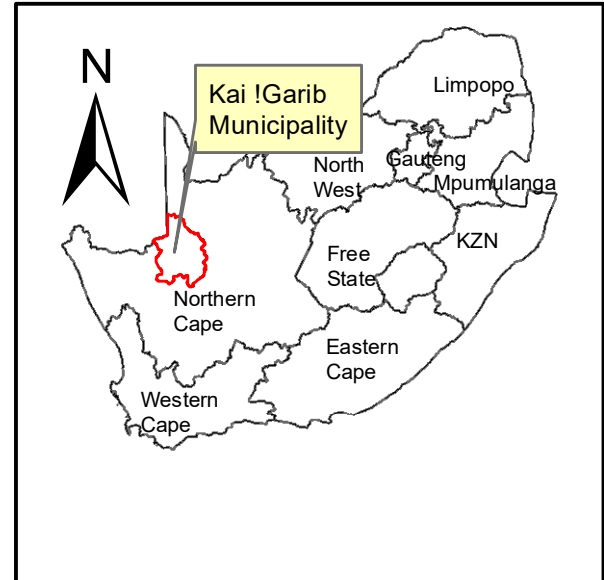 N
Kai !Garib
Municipality
Limpopo
Gauteng
North
West
Mpumulanga
KZN
Free
State
Northern
Cape
Eastern
Cape
Western
Cape